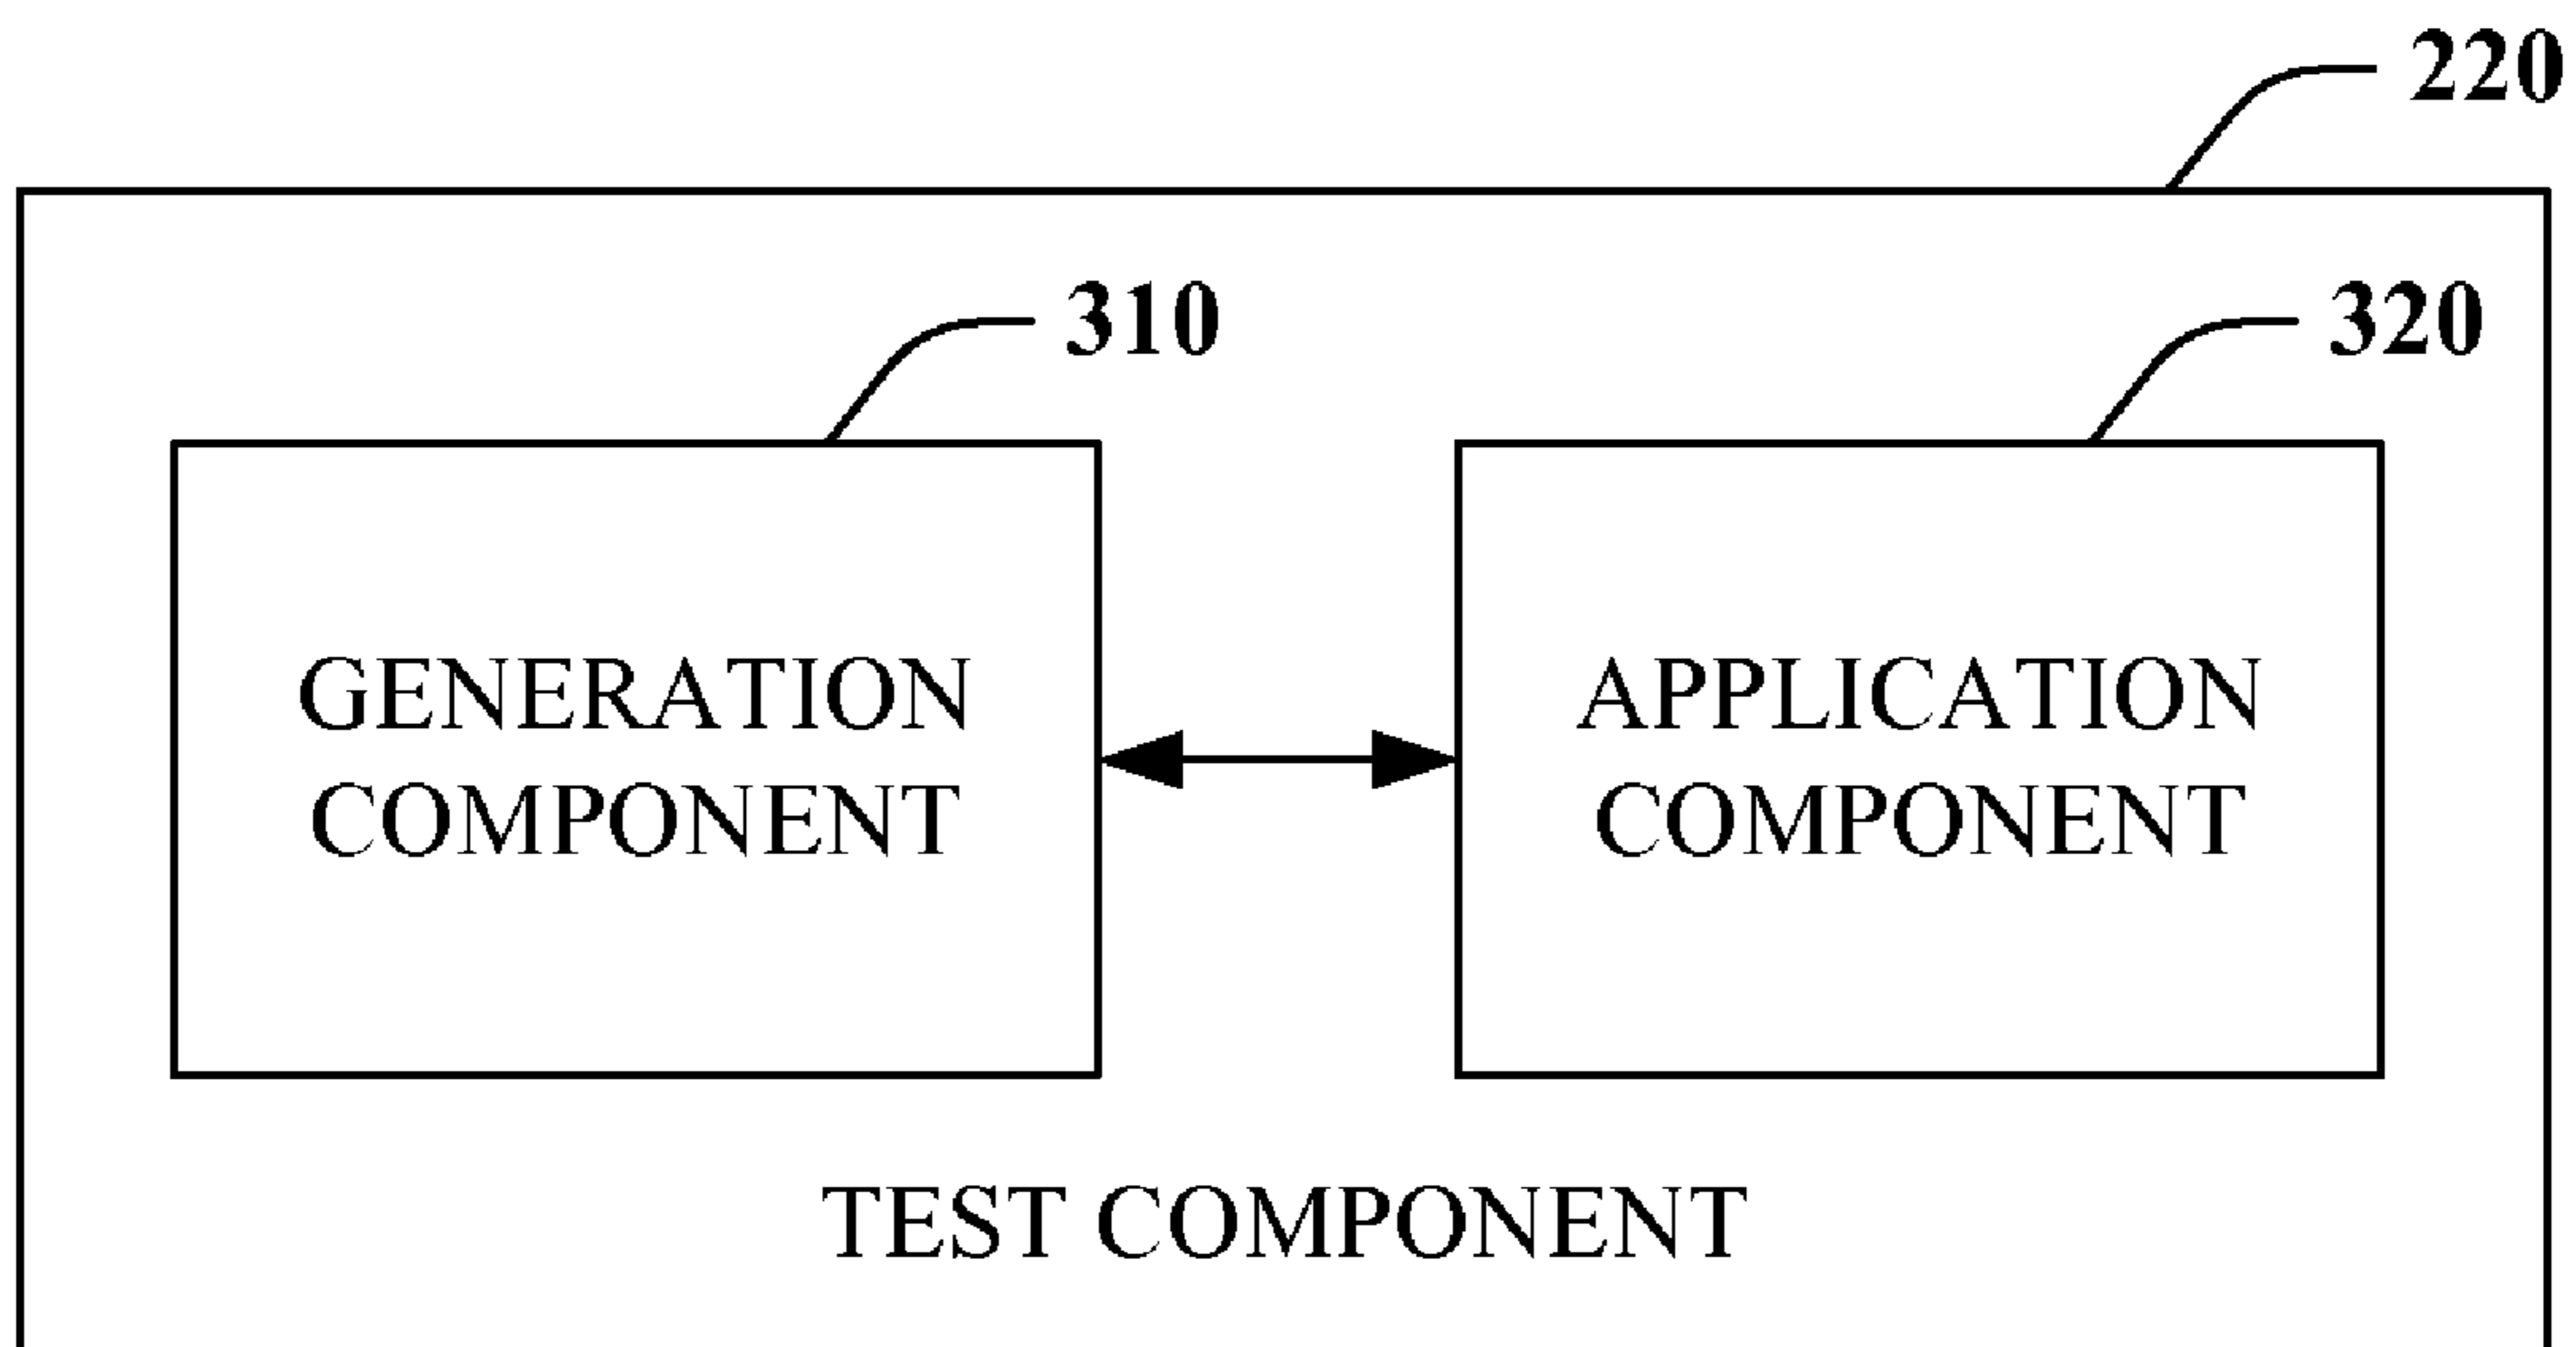 220
310
320
GENERATION
COMPONENT
APPLICATION
COMPONENT
TEST COMPONENT